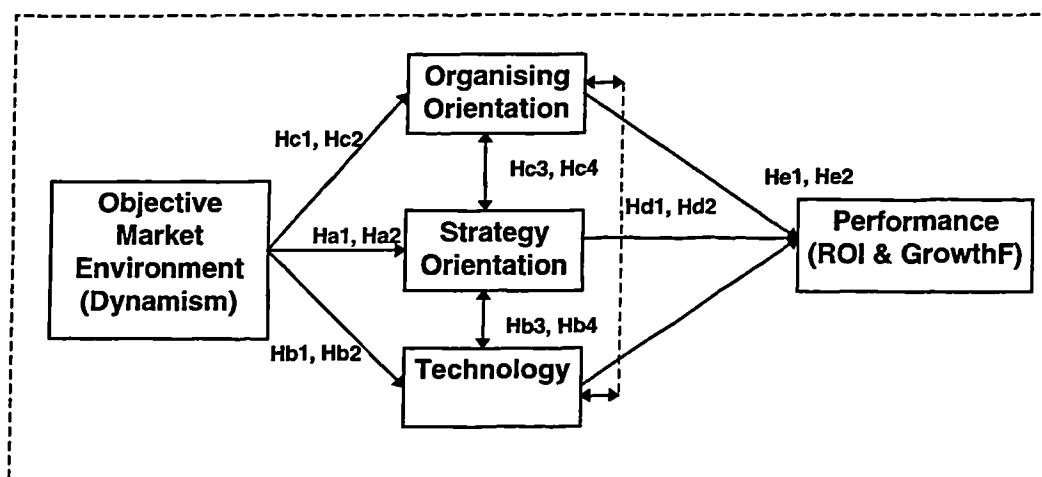 Organising
Orientation
Hc1, Hc2
Hc3, Hc4
He1, He2
Objective
Market
Environment
(Dynamism)
Ha1, Ha2
Strategy
Orientation
Hd1, Hd2
Performance
(ROI & GrowthF)
Hb3, Hb4
Hb1, Hb2
Technology